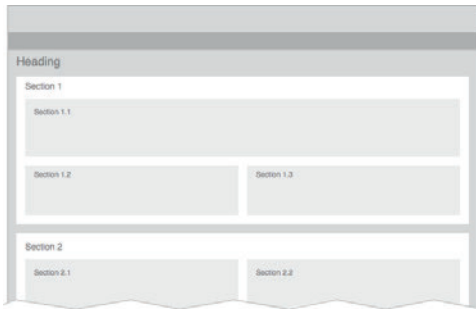 Heading
Section 1
Section 1.1
Section 1.2
Section 1.3
Section 2
Section 2.1
Section 2.2